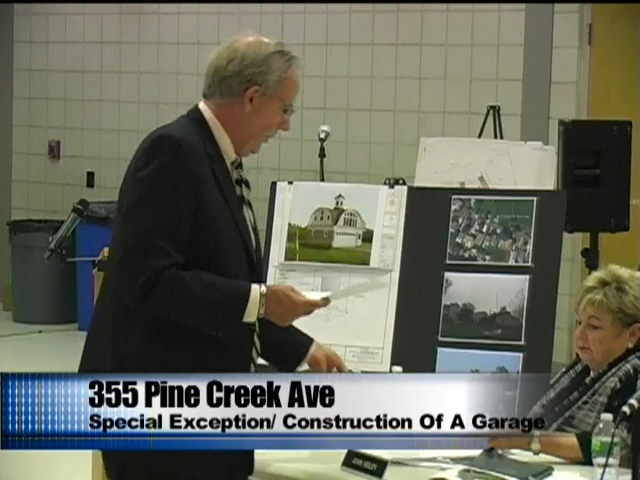 355 Pine Creek Ave
Special Exception/ Construction Of A Garage